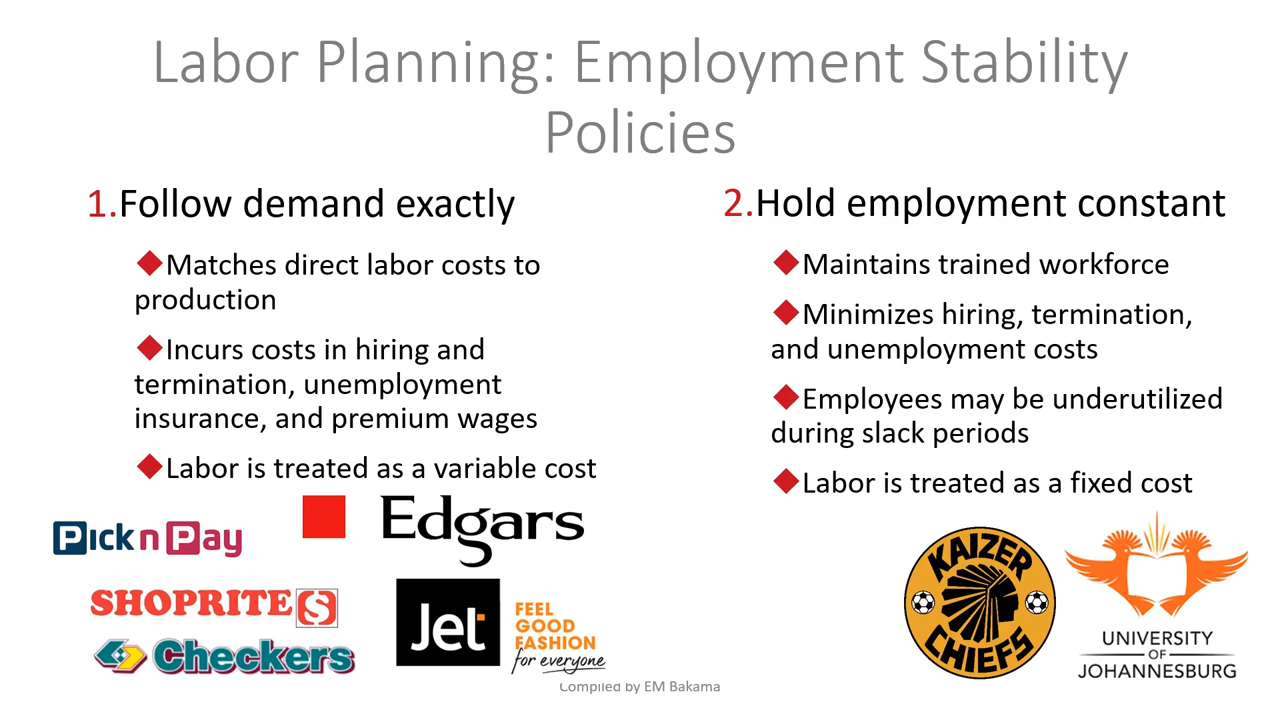 Labor Planning: Employment Stability
Policies
1.Follow demand exactly
Matches direct labor costs to
production
Incurs costs in hiring and
termination, unemployment
insurance, and premium wages
Labor is treated as a variable cost
2.Hold employment constant
Maintains trained workforce
Minimizes hiring, termination,
and unemployment costs
Employees may be underutilized
during slack periods
Labor is treated as a fixed cost
Pick n Pay
Edgars
SHOPRITE S
Checkers
Jet
FEEL
GOOD
FASHION
for everyone
KAIZER
CHIEFS
UNIVERSITY
OF
JOHANNESBURG
Compiled by EM Bakama